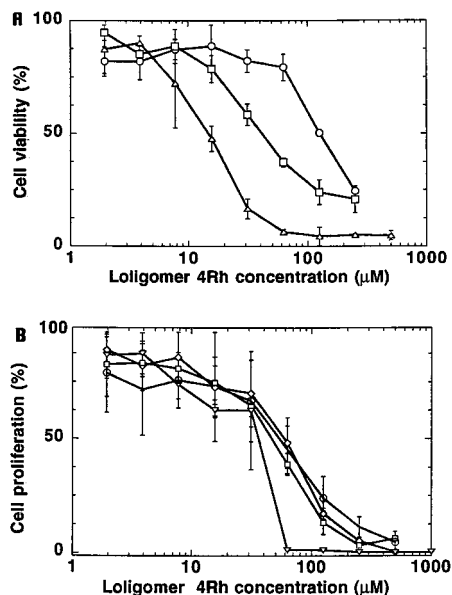 A
100
50
0
Cell viability (%)
1
10
100
1000
Loligomer 4Rh concentration (μM)
B
100
50
0
Cell proliferation (%)
1
10
100
1000
Loligomer 4Rh concentration (μM)